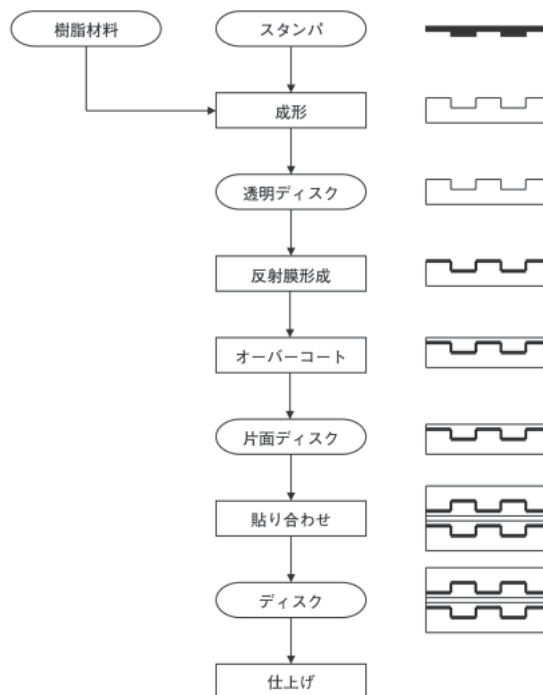 樹脂材料
スタンパ
成形
透明ディスク
反射膜形成
オーバーコート
片面ディスク
貼り合わせ
ディスク
仕上げ